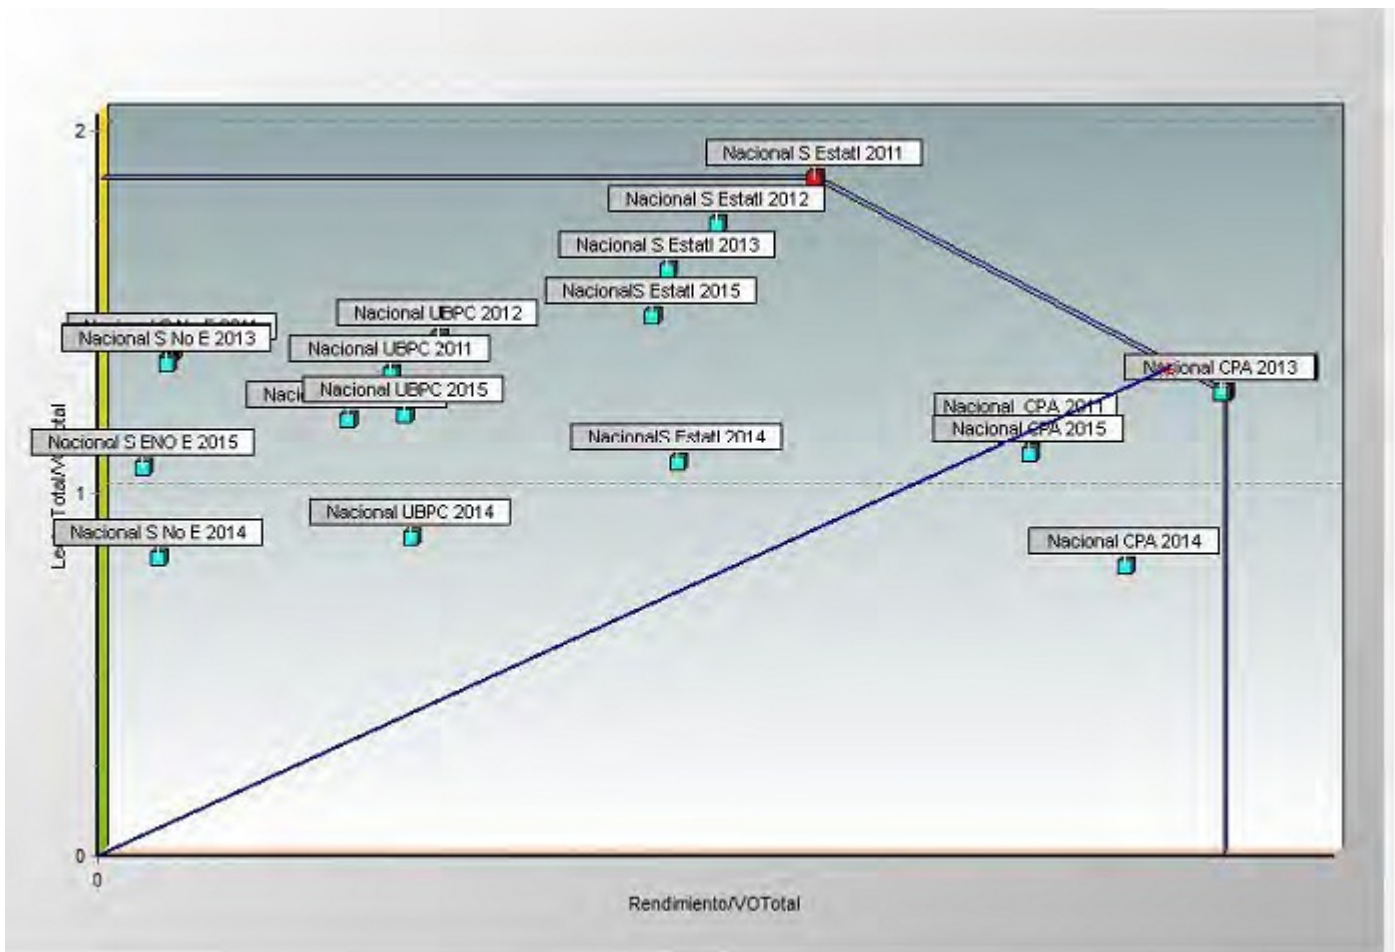 2
Nacional S Estatl 2011
Nacional S Estatl 2012
Nacional S Estatl 2013
NacionalS Estatl 2015
Nacional UBPC 2012
Nacional S No E 2013
Nacional UBPC 2011
Nacional CPA 2013
Nacional UBPC 2015
Nacional CPA 2011
Nacional CPA 2015
NacionalS Estatl 2014
Nacional S ENO E 2015
1
Nacional UBPC 2014
Nacional S No E 2014
Nacional CPA 2014
0
0
Rendimiento/VOTotal